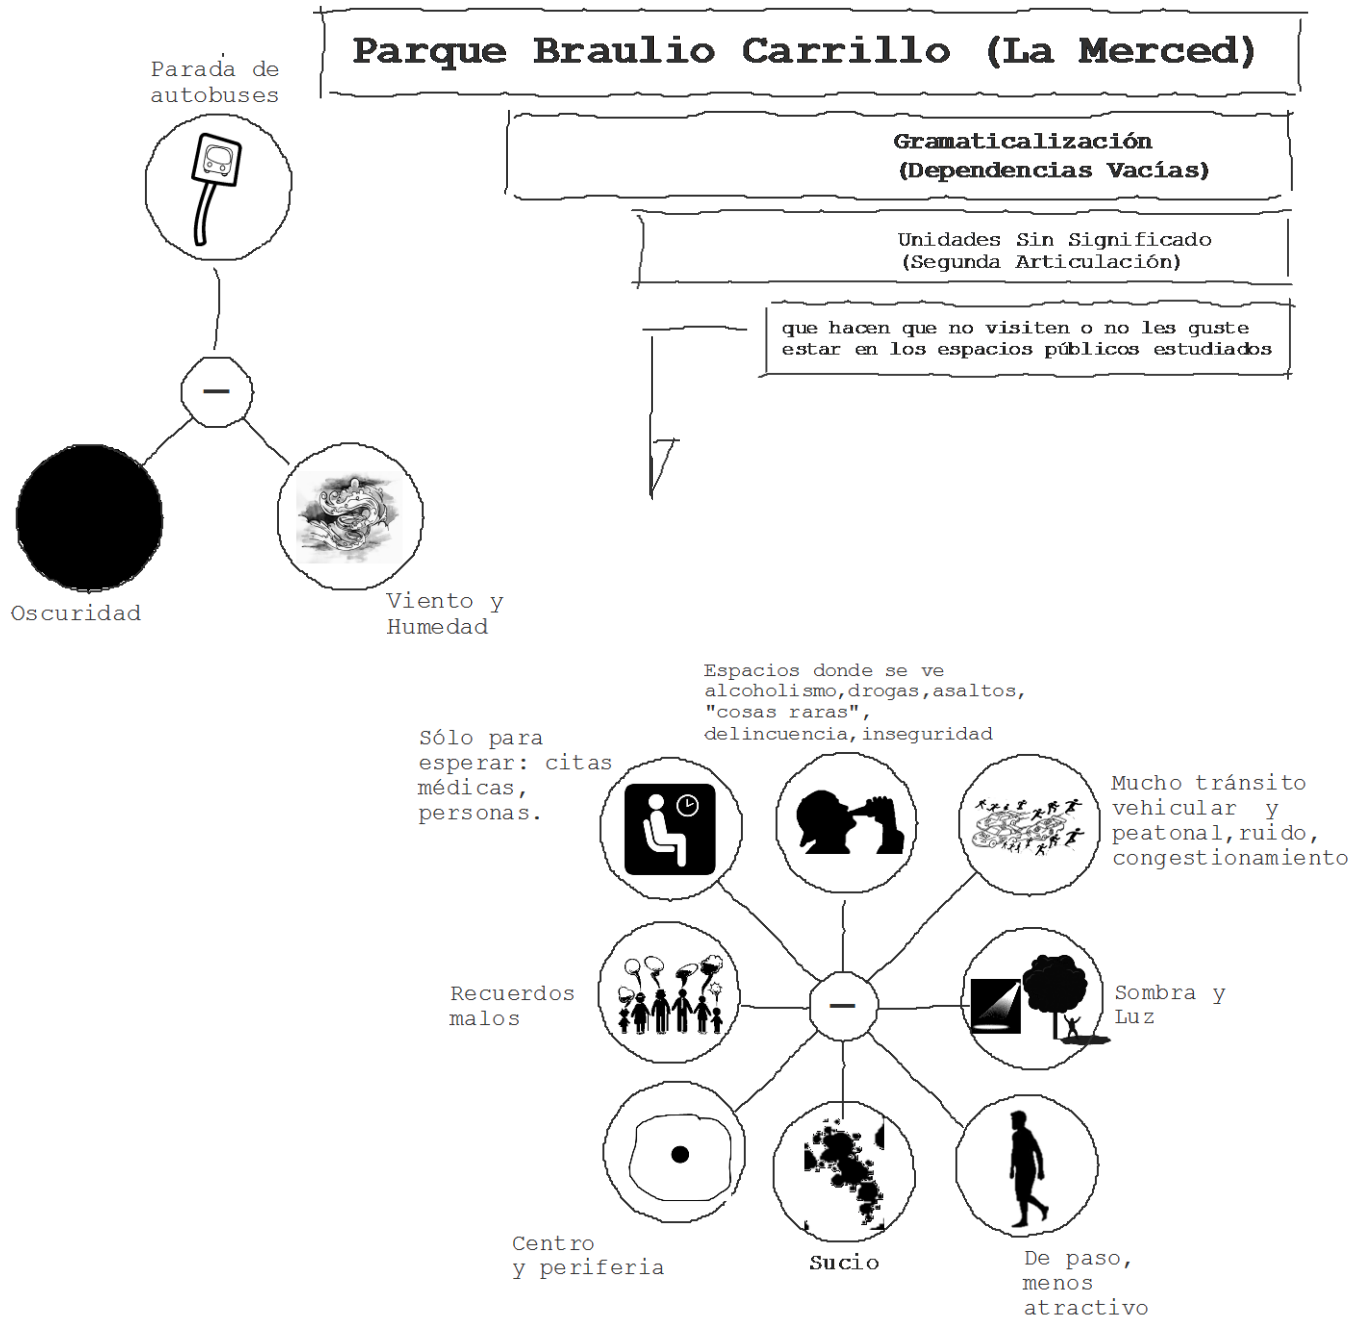 Parque Braulio Carrillo (La Merced)
Gramaticalización
(Dependencias Vacías)
Unidades Sin Significado
(Segunda Articulación)
que hacen que no visiten o no les guste
estar en los espacios públicos estudiados
Parada de
autobuses
–
Oscuridad
Viento y
Humedad
Espacios donde se ve
alcoholismo,drogas,asaltos,
"cosas raras",
delincuencia,inseguridad
Sólo para
esperar: citas
médicas,
personas.
Mucho tránsito
vehicular y
peatonal,ruido,
congestionamiento
Recuerdos
malos
–
Sombra y
Luz
Centro
y periferia
Sucio
De paso,
menos
atractivo